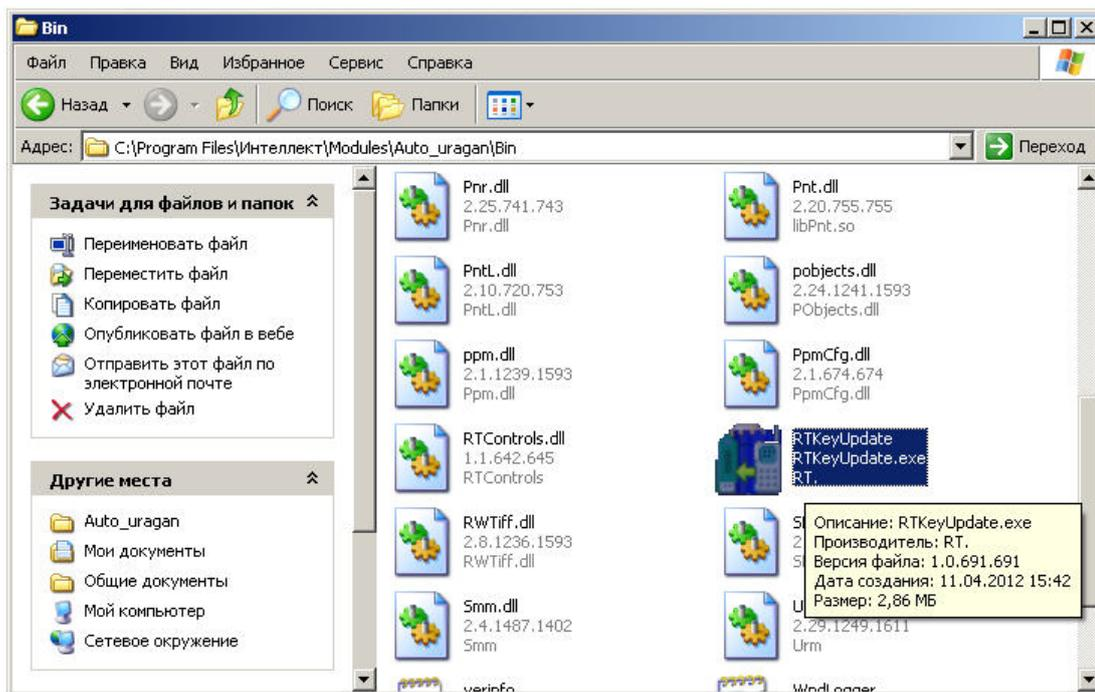 Bin
Файл Правка Вид Избранное Сервис Справка
Назад Поиск Папки
Адрес: C:\Program Files\Интеллект\Modules\Auto_uragan\Bin Переход
Задачи для файлов и папок
Переименовать файл
Переместить файл
Копировать файл
Опубликовать файл в вебе
Отправить этот файл по
электронной почте
Удалить файл
Другие места
Auto_uragan
Мои документы
Общие документы
Мой компьютер
Сетевое окружение
Pnr.dll
2.25.741.743
Pnr.dll
Pnt.dll
2.20.755.755
libPnt.so
PntL.dll
2.10.720.753
PntL.dll
pobjects.dll
2.24.1241.1593
PObjects.dll
ppm.dll
2.1.1239.1593
Ppm.dll
PpmCfg.dll
2.1.674.674
PpmCfg.dll
RTControls.dll
1.1.642.645
RTControls
RTKeyUpdate
RTKeyUpdate.exe
RT.
RWTiff.dll
2.8.1236.1593
RWTiff.dll
Описание: RTKeyUpdate.exe
Производитель: RT.
Версия файла: 1.0.691.691
Дата создания: 11.04.2012 15:42
Размер: 2,86 МБ
Smm.dll
2.4.1487.1402
Smm
2.29.1249.1611
Urm
verinfo
WndLogger